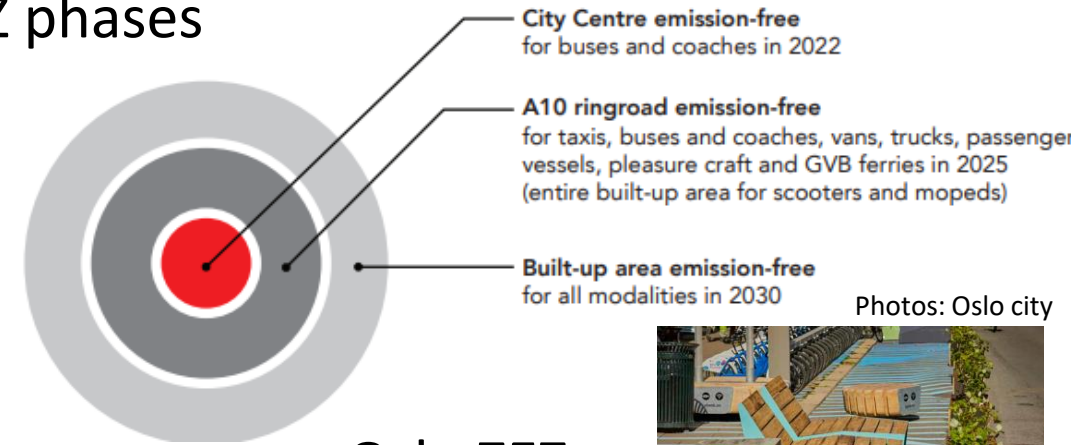 Z phases
City Centre emission-free
for buses and coaches in 2022
A10 ringroad emission-free
for taxis, buses and coaches, vans, trucks, passenger
vessels, pleasure craft and GVB ferries in 2025
(entire built-up area for scooters and mopeds)
Built-up area emission-free
for all modalities in 2030
Photos: Oslo city